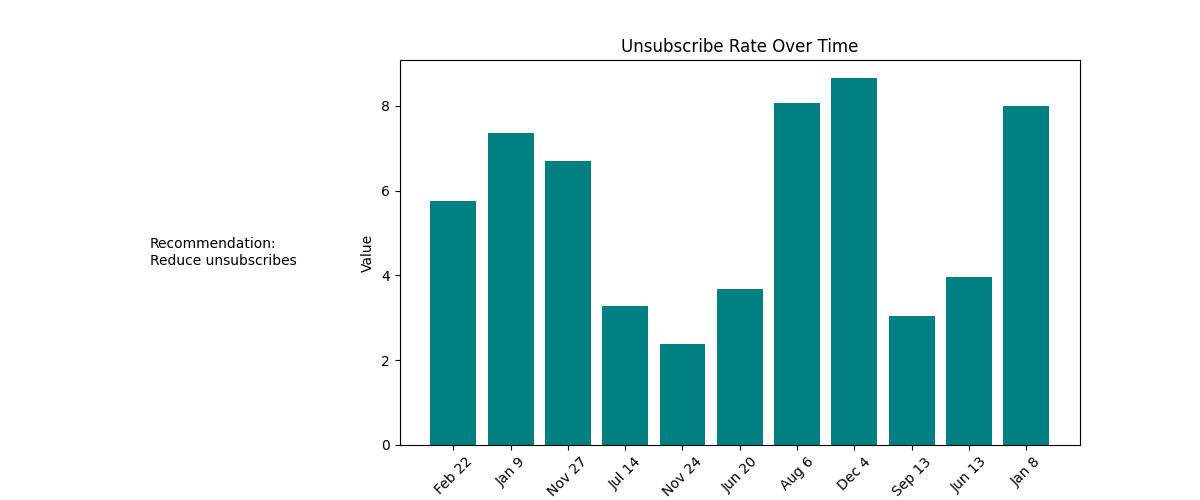 Unsubscribe Rate Over Time
Recommendation:
Reduce unsubscribes
Value
8
6
4
2
0
Feb 22
Jan 9
Nov 27
Jul 14
Nov 24
Jun 20
Aug 6
Dec 4
Sep 13
Jun 13
Jan 8